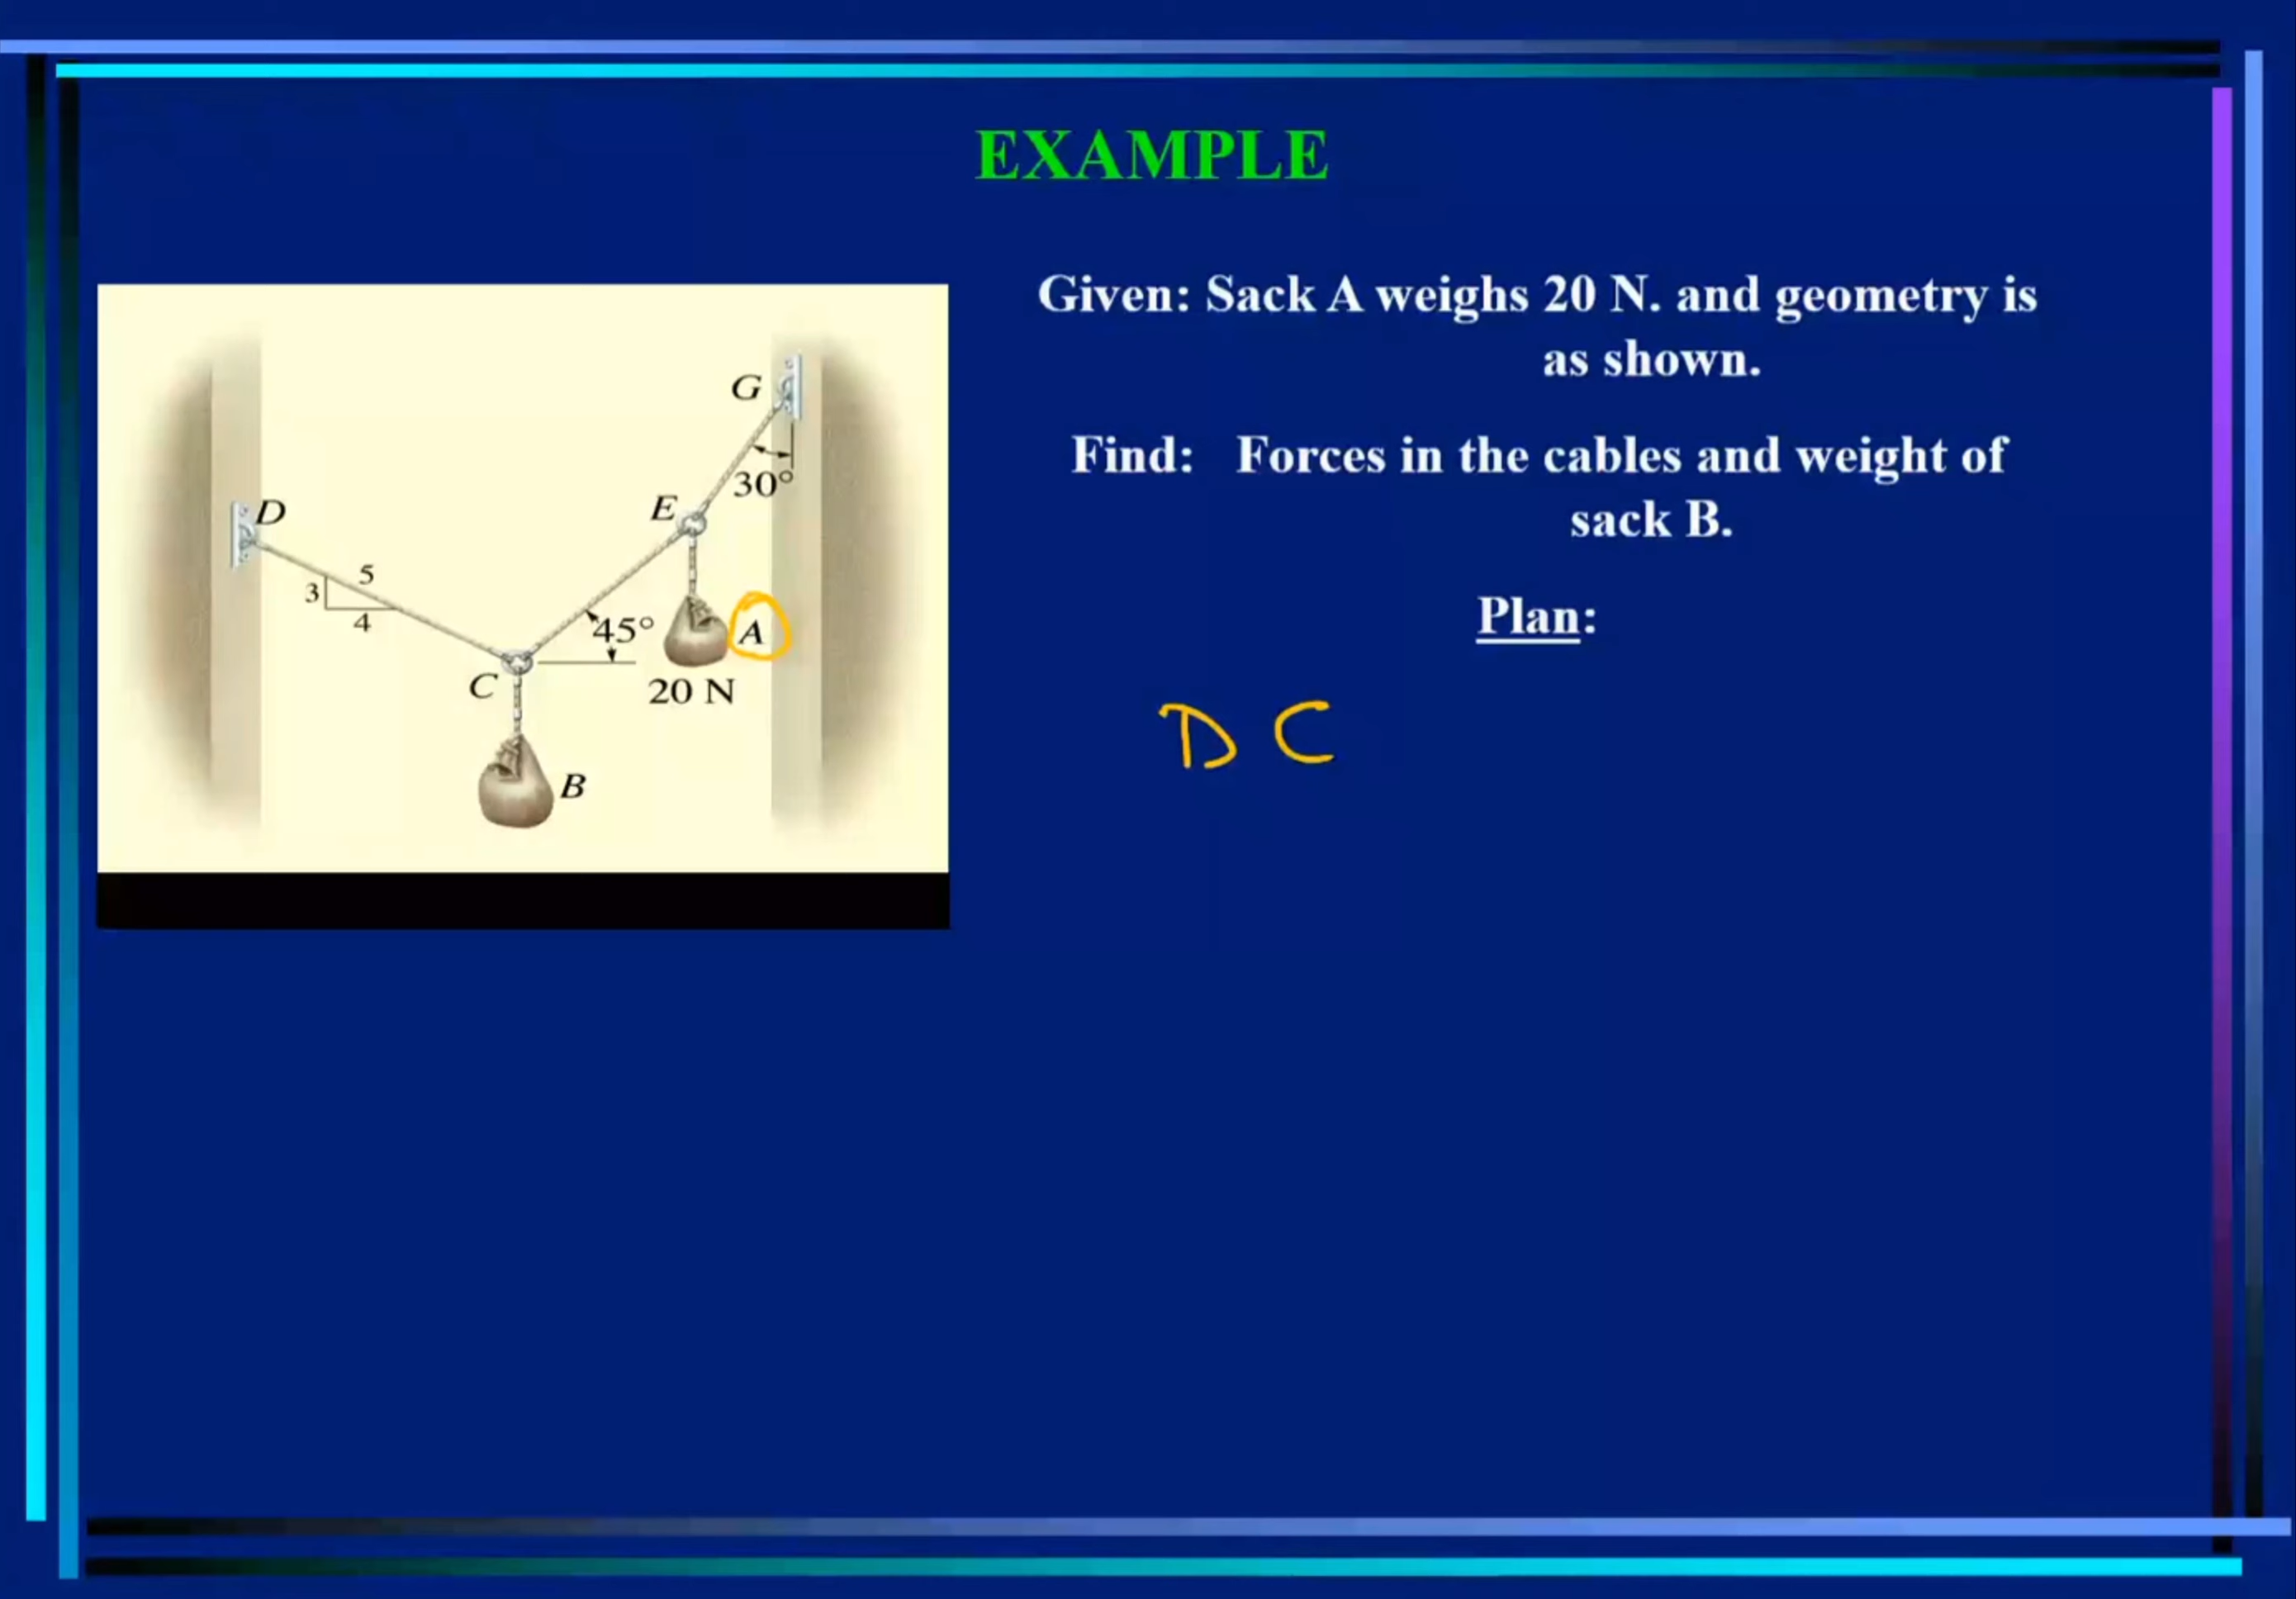 EXAMPLE
Given: Sack A weighs 20 N. and geometry is
as shown.
Find: Forces in the cables and weight of
sack B.
Plan:
D C
G
30°
E
D
5
3
4
45°
A
C
20 N
B